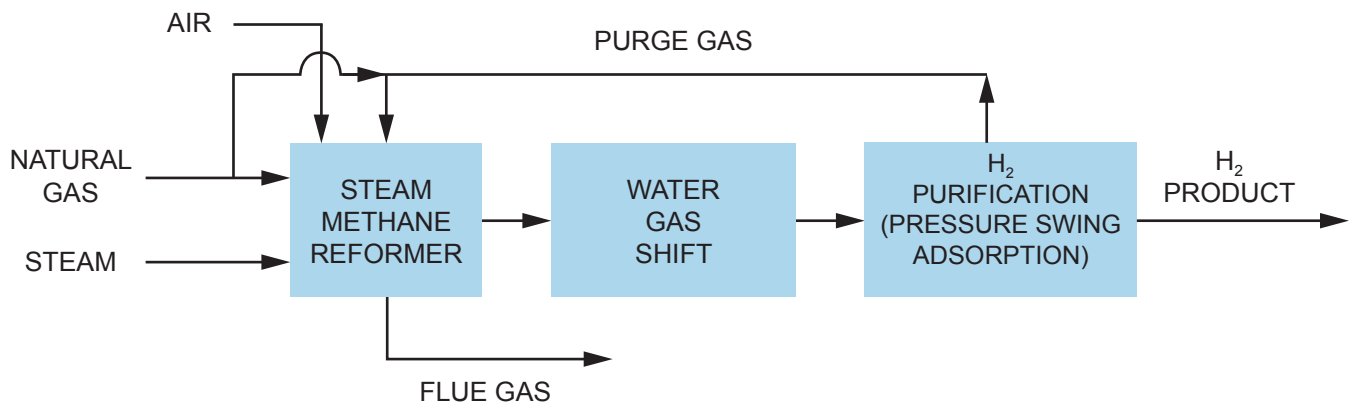 AIR
PURGE GAS
NATURAL
GAS
STEAM
STEAM
METHANE
REFORMER
WATER
GAS
SHIFT
H₂
PURIFICATION
(PRESSURE SWING
ADSORPTION)
H₂
PRODUCT
FLUE GAS